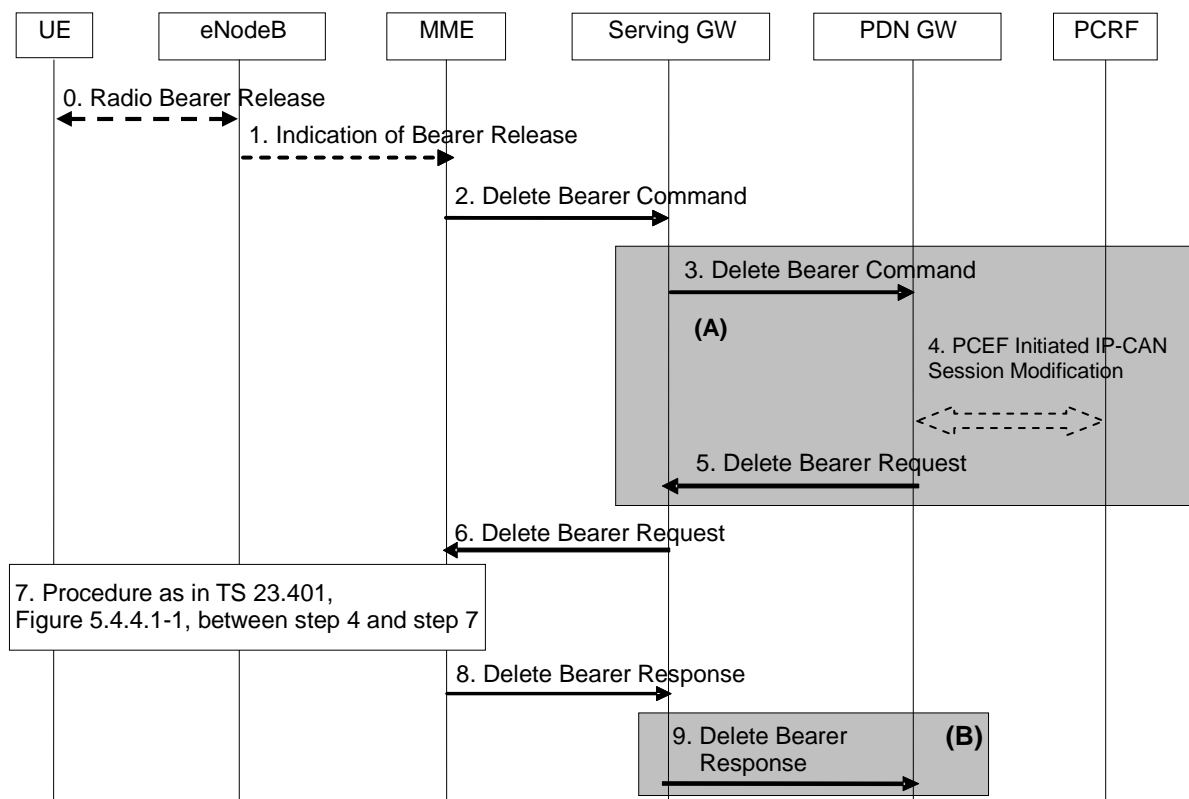 UE
eNodeB
MME
Serving GW
PDN GW
PCRF
0. Radio Bearer Release
1. Indication of Bearer Release
2. Delete Bearer Command
3. Delete Bearer Command
(A)
4. PCEF Initiated IP-CAN
Session Modification
5. Delete Bearer Request
6. Delete Bearer Request
7. Procedure as in TS 23.401,
Figure 5.4.4.1-1, between step 4 and step 7
8. Delete Bearer Response
9. Delete Bearer
Response
(B)